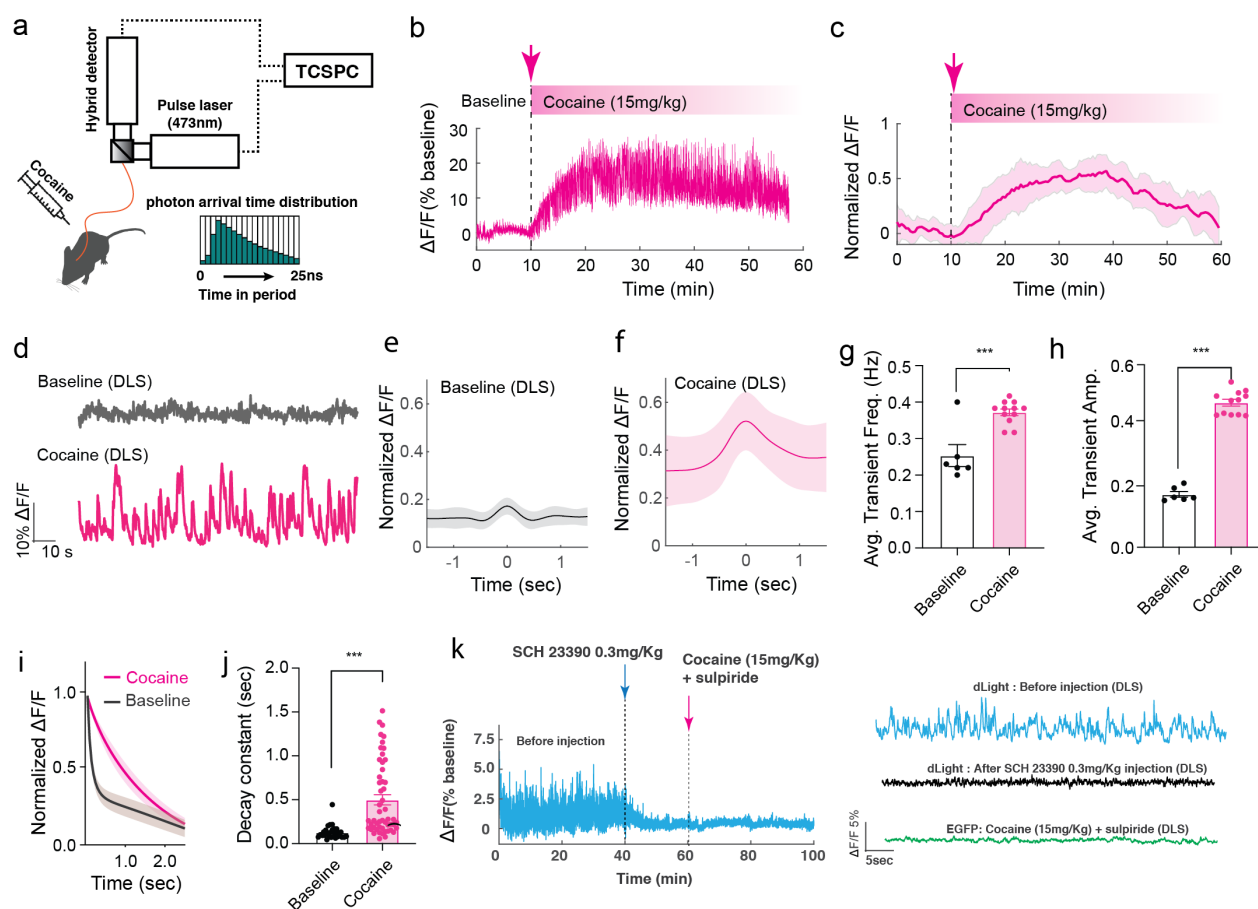 a
Hybrid detector
TCSPC
Pulse laser
(473nm)
Cocaine
photon arrival time distribution
0
25ns
Time in period
b
Baseline
Cocaine (15mg/kg)
ΔF/F(% baseline)
30
20
10
0
0
10
20
30
40
50
60
Time (min)
c
Cocaine (15mg/kg)
Normalized ΔF/F
1
0.5
0
0
10
20
30
40
50
60
Time (min)
d
Baseline (DLS)
Cocaine (DLS)
10% ΔF/F
10 s
e
Baseline (DLS)
Normalized ΔF/F
0.6
0.4
0.2
0
-1
0
1
Time (sec)
f
Cocaine (DLS)
Normalized ΔF/F
0.6
0.4
0.2
0
-1
0
1
Time (sec)
g
***
Avg. Transient Freq. (Hz)
0.5
0.4
0.3
0.2
0.1
0.0
Baseline
Cocaine
h
***
Avg. Transient Amp.
0.6
0.4
0.2
0.0
Baseline
Cocaine
i
Cocaine
Baseline
Normalized ΔF/F
1.0
0.5
0
1.0
2.0
Time (sec)
j
***
Decay constant (sec)
2.0
1.5
1.0
0.5
0.0
Baseline
Cocaine
k
SCH 23390 0.3mg/Kg
Cocaine (15mg/Kg)
+ sulpiride
Before injection
ΔF/F(% baseline)
7.5
5.0
2.5
0
0
20
40
60
80
100
Time (min)
dLight : Before injection (DLS)
dLight : After SCH 23390 0.3mg/Kg injection (DLS)
EGFP: Cocaine (15mg/Kg) + sulpiride (DLS)
ΔF/F 5%
5sec